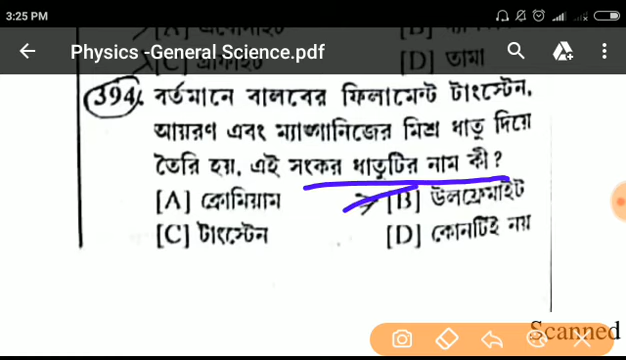 3:25 PM
Physics -General Science.pdf
[D] তামা
394. বর্তমানে বালবের ফিলামেন্ট টাংস্টেন,
আয়রণ এবং ম্যাঙ্গানিজের মিশ্র ধাতু দিয়ে
তৈরি হয়, এই সংকর ধাতুটির নাম কী?
[A] ক্রোমিয়াম
[B] উলফ্রেমাইট
[C] টাংস্টেন
[D] কোনটিই নয়
Scanned